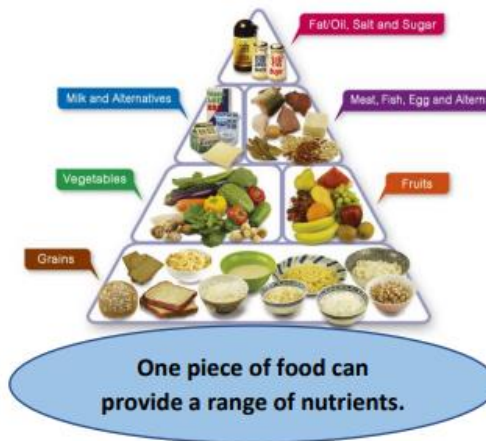 Fat/Oil, Salt and Sugar
Milk and Alternatives
Meat, Fish, Egg and Altern
Vegetables
Fruits
Grains
One piece of food can
provide a range of nutrients.